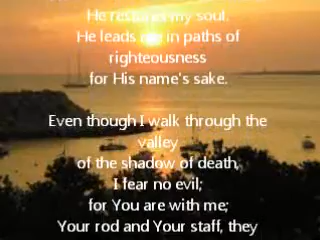 He restores my soul.
He leads me in paths of
righteousness
for His name's sake.
Even though I walk through the
valley
of the shadow of death,
I fear no evil;
for You are with me;
Your rod and Your staff, they